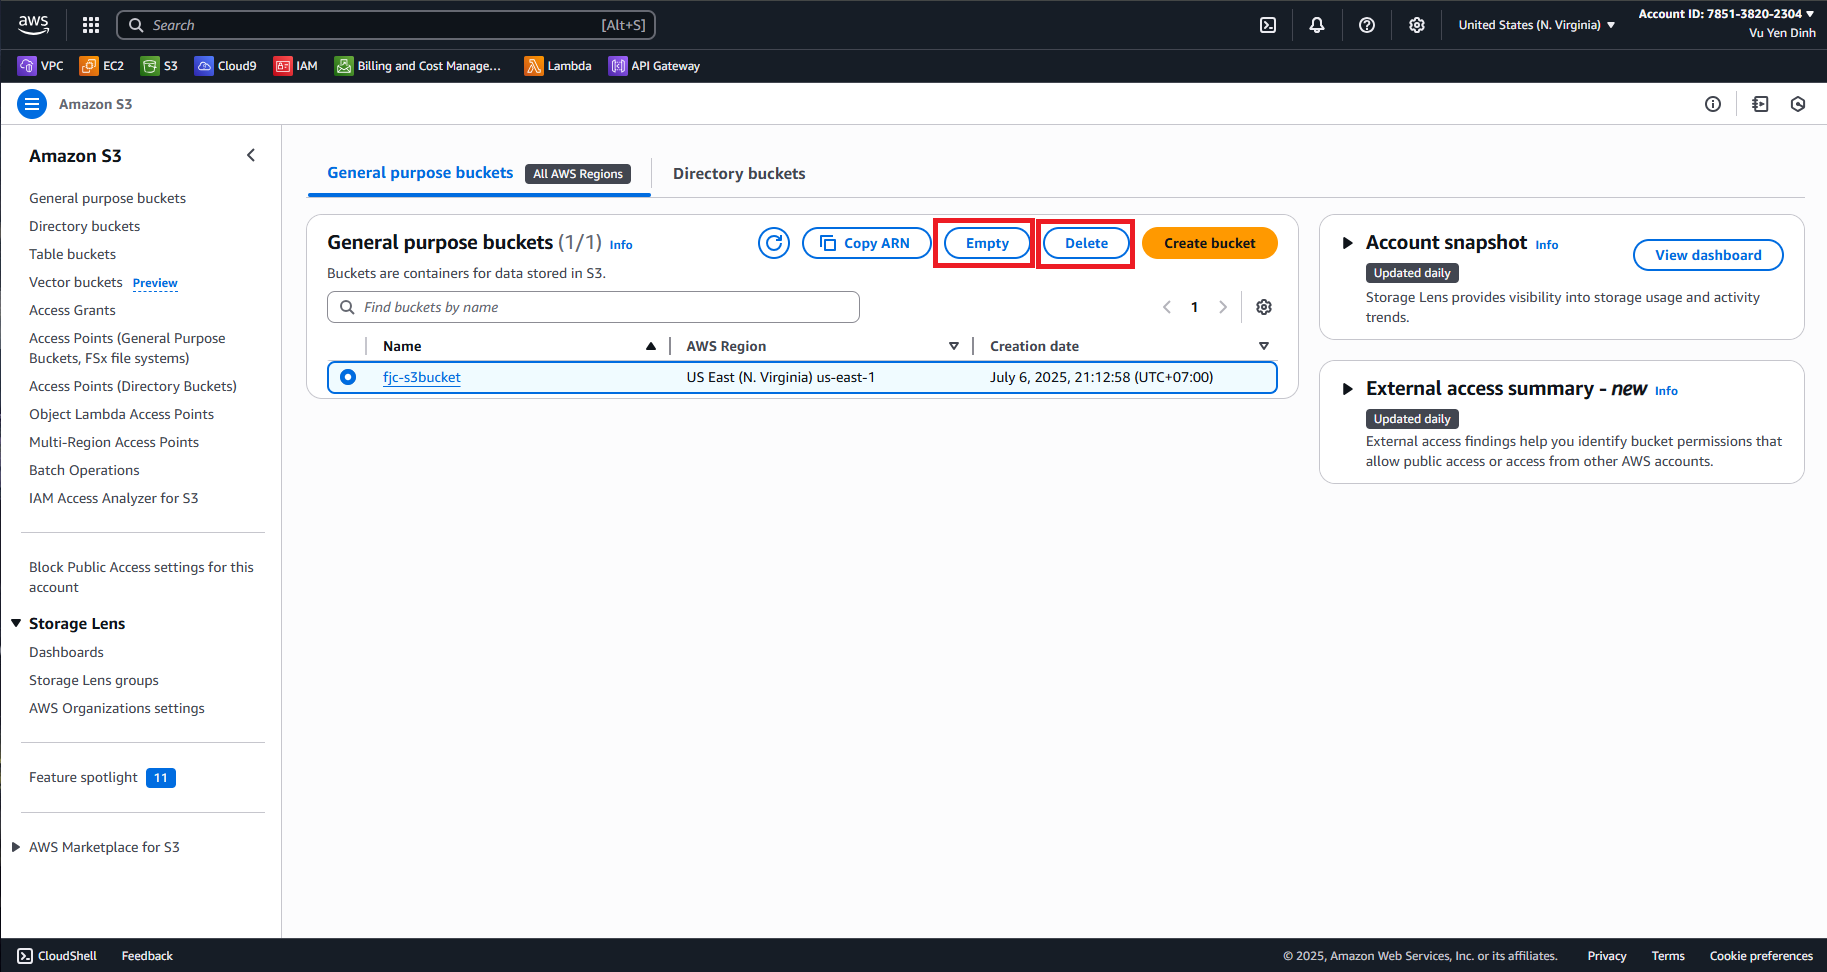 aws
Search [Alt+S]
United States (N. Virginia)
Account ID: 7851-3820-2304
Vu Yen Dinh
VPC EC2 S3 Cloud9 IAM Billing and Cost Manage... Lambda API Gateway
Amazon S3
Amazon S3
General purpose buckets
Directory buckets
Table buckets
Vector buckets Preview
Access Grants
Access Points (General Purpose
Buckets, FSx file systems)
Access Points (Directory Buckets)
Object Lambda Access Points
Multi-Region Access Points
Batch Operations
IAM Access Analyzer for S3
Block Public Access settings for this
account
Storage Lens
Dashboards
Storage Lens groups
AWS Organizations settings
Feature spotlight 11
AWS Marketplace for S3
General purpose buckets All AWS Regions Directory buckets
General purpose buckets (1/1) Info Copy ARN Empty Delete Create bucket
Buckets are containers for data stored in S3.
Find buckets by name 1
Name AWS Region Creation date
fjc-s3bucket US East (N. Virginia) us-east-1 July 6, 2025, 21:12:58 (UTC+07:00)
Account snapshot Info View dashboard
Updated daily
Storage Lens provides visibility into storage usage and activity
trends.
External access summary - new Info
Updated daily
External access findings help you identify bucket permissions that
allow public access or access from other AWS accounts.
CloudShell Feedback © 2025, Amazon Web Services, Inc. or its affiliates. Privacy Terms Cookie preferences